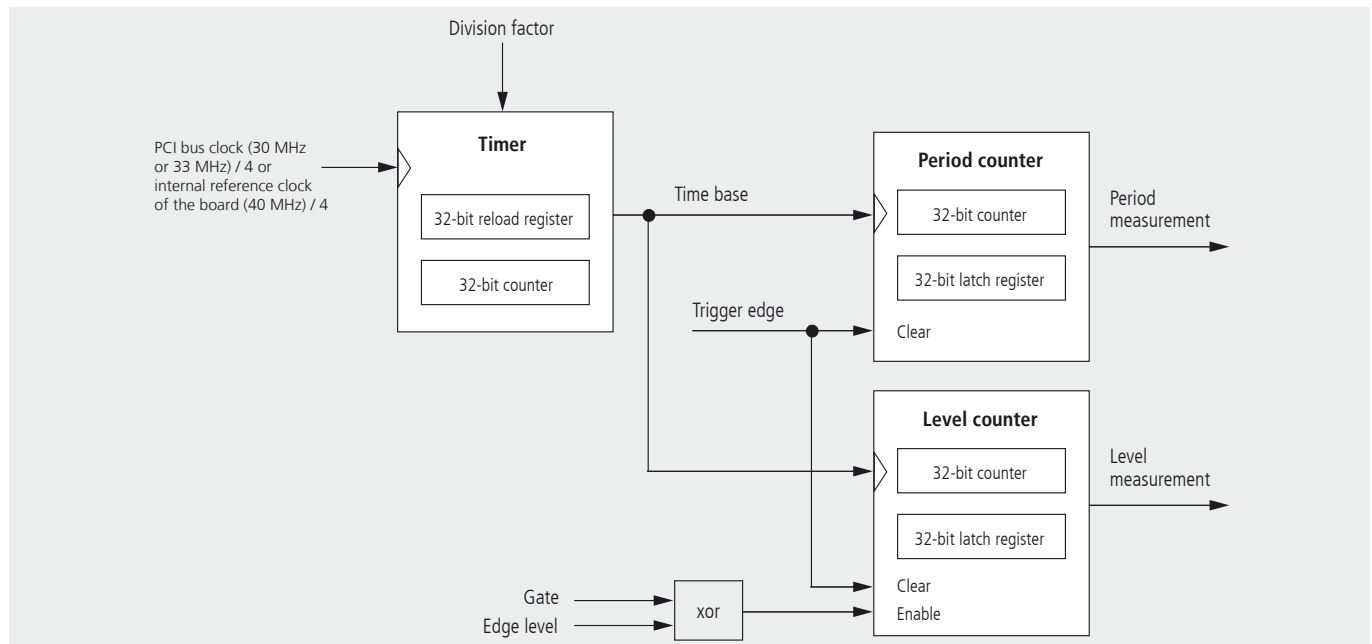 Division factor
PCI bus clock (30 MHz
or 33 MHz) / 4 or
internal reference clock
of the board (40 MHz) / 4
Timer
32-bit reload register
32-bit counter
Time base
Trigger edge
Period counter
32-bit counter
32-bit latch register
Clear
Period
measurement
Level counter
32-bit counter
32-bit latch register
Clear
Enable
Level
measurement
Gate
Edge level
xor